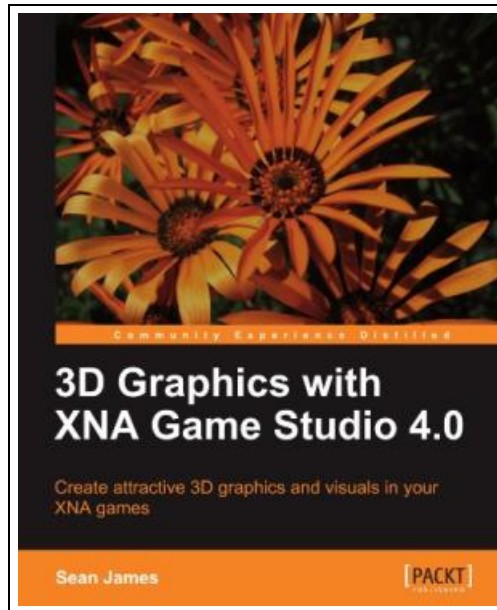 Community Experience Distilled
3D Graphics with
XNA Game Studio 4.0
Create attractive 3D graphics and visuals in your
XNA games
Sean James
[PACKT]
PUBLISHING